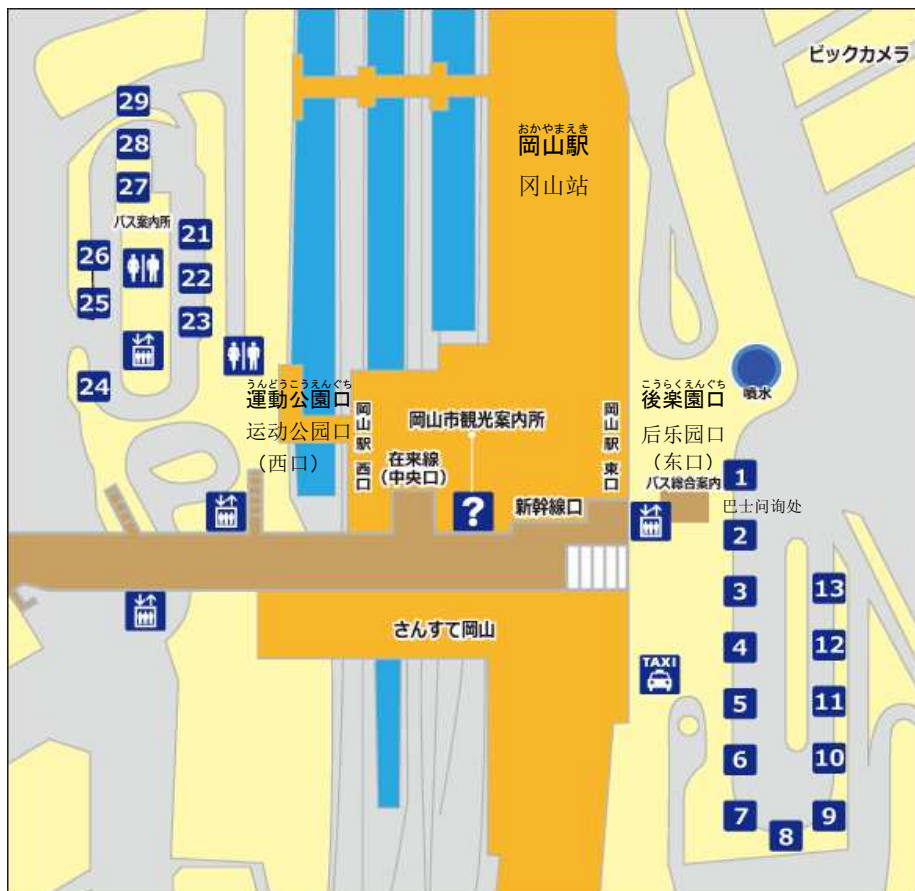 ビックカメラ
29
28
27
バス案内所
26
25
24
21
22
23
おかやまえき
岡山駅
冈山站
うんどうこうえんぐち
運動公園口
运动公园口
（西口）
岡山駅 西口
在来線
（中央口）
岡山市観光案内所
?
新幹線口
岡山駅 東口
こうらくえんぐち
後楽園口
后乐园口
（东口）
噴水
バス総合案内
巴士问询处
さんすて岡山
TAXI
1
2
3
4
5
6
7
8
9
10
11
12
13